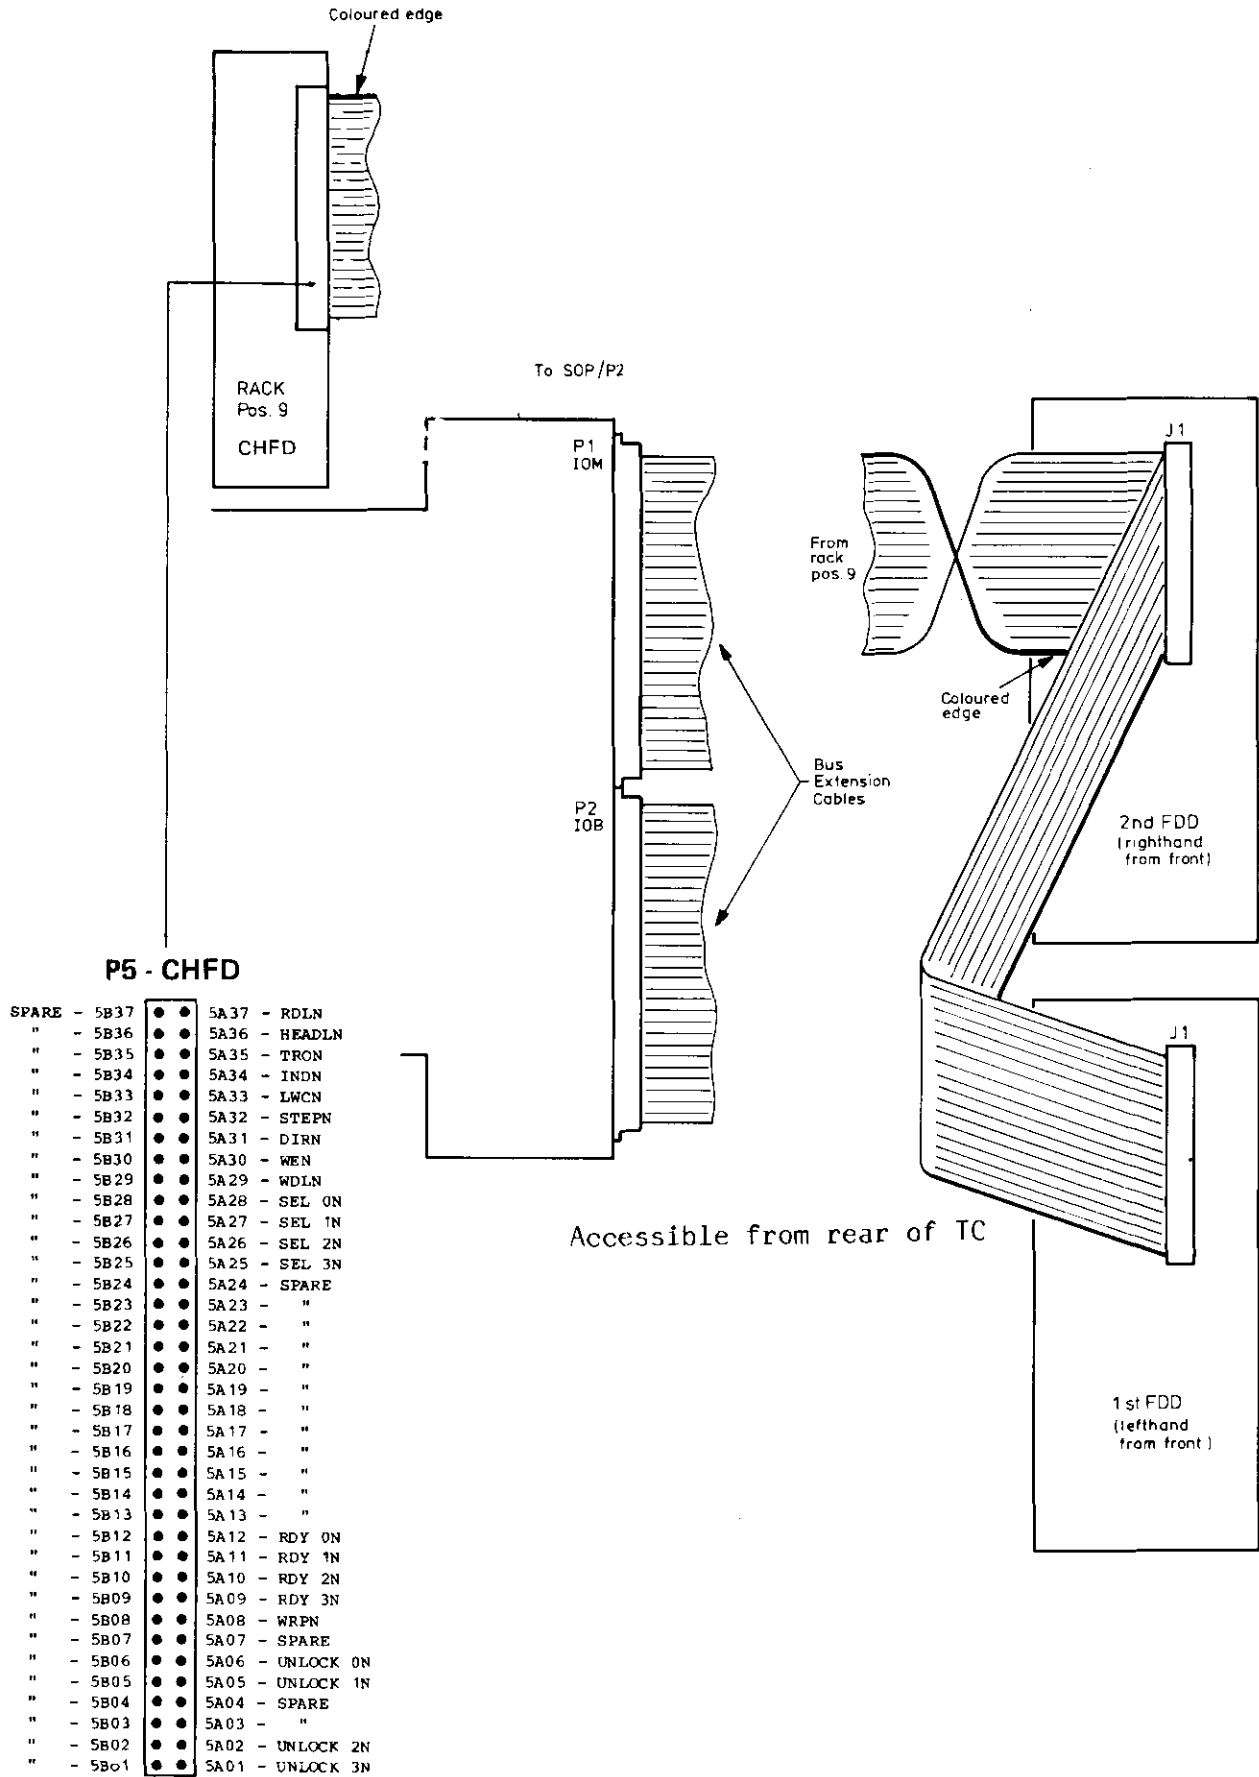 Coloured edge
RACK
Pos. 9
CHFD
To SOP/P2
P1
IOM
From
rack
pos. 9
J1
Coloured
edge
Bus
Extension
Cables
P2
IOB
2nd FDD
(righthand
from front)
J1
1st FDD
(lefthand
from front)
Accessible from rear of TC
P5 - CHFD
SPARE - 5B37 5A37 - RDLN
" - 5B36 5A36 - HEADLN
" - 5B35 5A35 - TRON
" - 5B34 5A34 - INDN
" - 5B33 5A33 - LWCN
" - 5B32 5A32 - STEPN
" - 5B31 5A31 - DIRN
" - 5B30 5A30 - WEN
" - 5B29 5A29 - WDLN
" - 5B28 5A28 - SEL 0N
" - 5B27 5A27 - SEL 1N
" - 5B26 5A26 - SEL 2N
" - 5B25 5A25 - SEL 3N
" - 5B24 5A24 - SPARE
" - 5B23 5A23 - "
" - 5B22 5A22 - "
" - 5B21 5A21 - "
" - 5B20 5A20 - "
" - 5B19 5A19 - "
" - 5B18 5A18 - "
" - 5B17 5A17 - "
" - 5B16 5A16 - "
" - 5B15 5A15 - "
" - 5B14 5A14 - "
" - 5B13 5A13 - "
" - 5B12 5A12 - RDY 0N
" - 5B11 5A11 - RDY 1N
" - 5B10 5A10 - RDY 2N
" - 5B09 5A09 - RDY 3N
" - 5B08 5A08 - WRPN
" - 5B07 5A07 - SPARE
" - 5B06 5A06 - UNLOCK 0N
" - 5B05 5A05 - UNLOCK 1N
" - 5B04 5A04 - SPARE
" - 5B03 5A03 - "
" - 5B02 5A02 - UNLOCK 2N
" - 5B01 5A01 - UNLOCK 3N